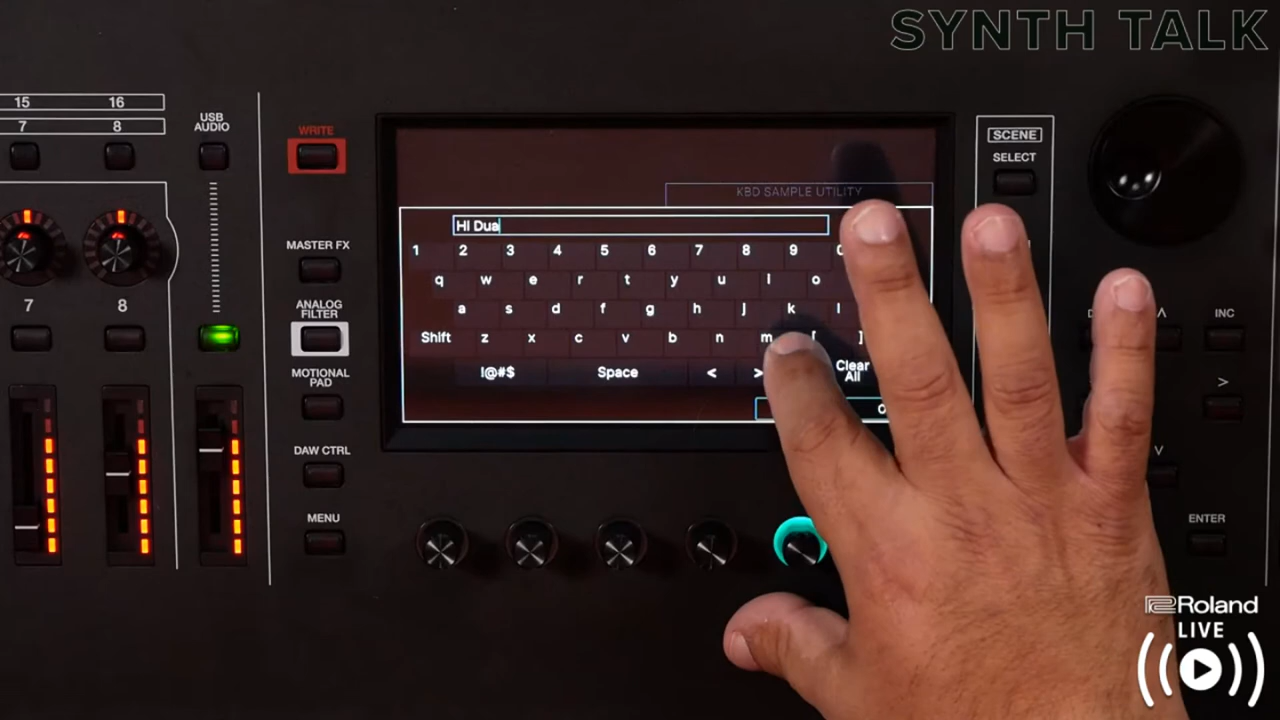 SYNTH TALK
15 16
7 8
USB
AUDIO
WRITE
SCENE
SELECT
KBD SAMPLE UTILITY
HI Dua
1 2 3 4 5 6 7 8 9
q w e r t y u I o
a s d f g h j k l
Shift z x c v b n m [ ]
!@#$ Space < > Clear
All
MASTER FX
ANALOG
FILTER
7 8
MOTIONAL
PAD
DAW CTRL
MENU
INC
>
ENTER
Roland
LIVE